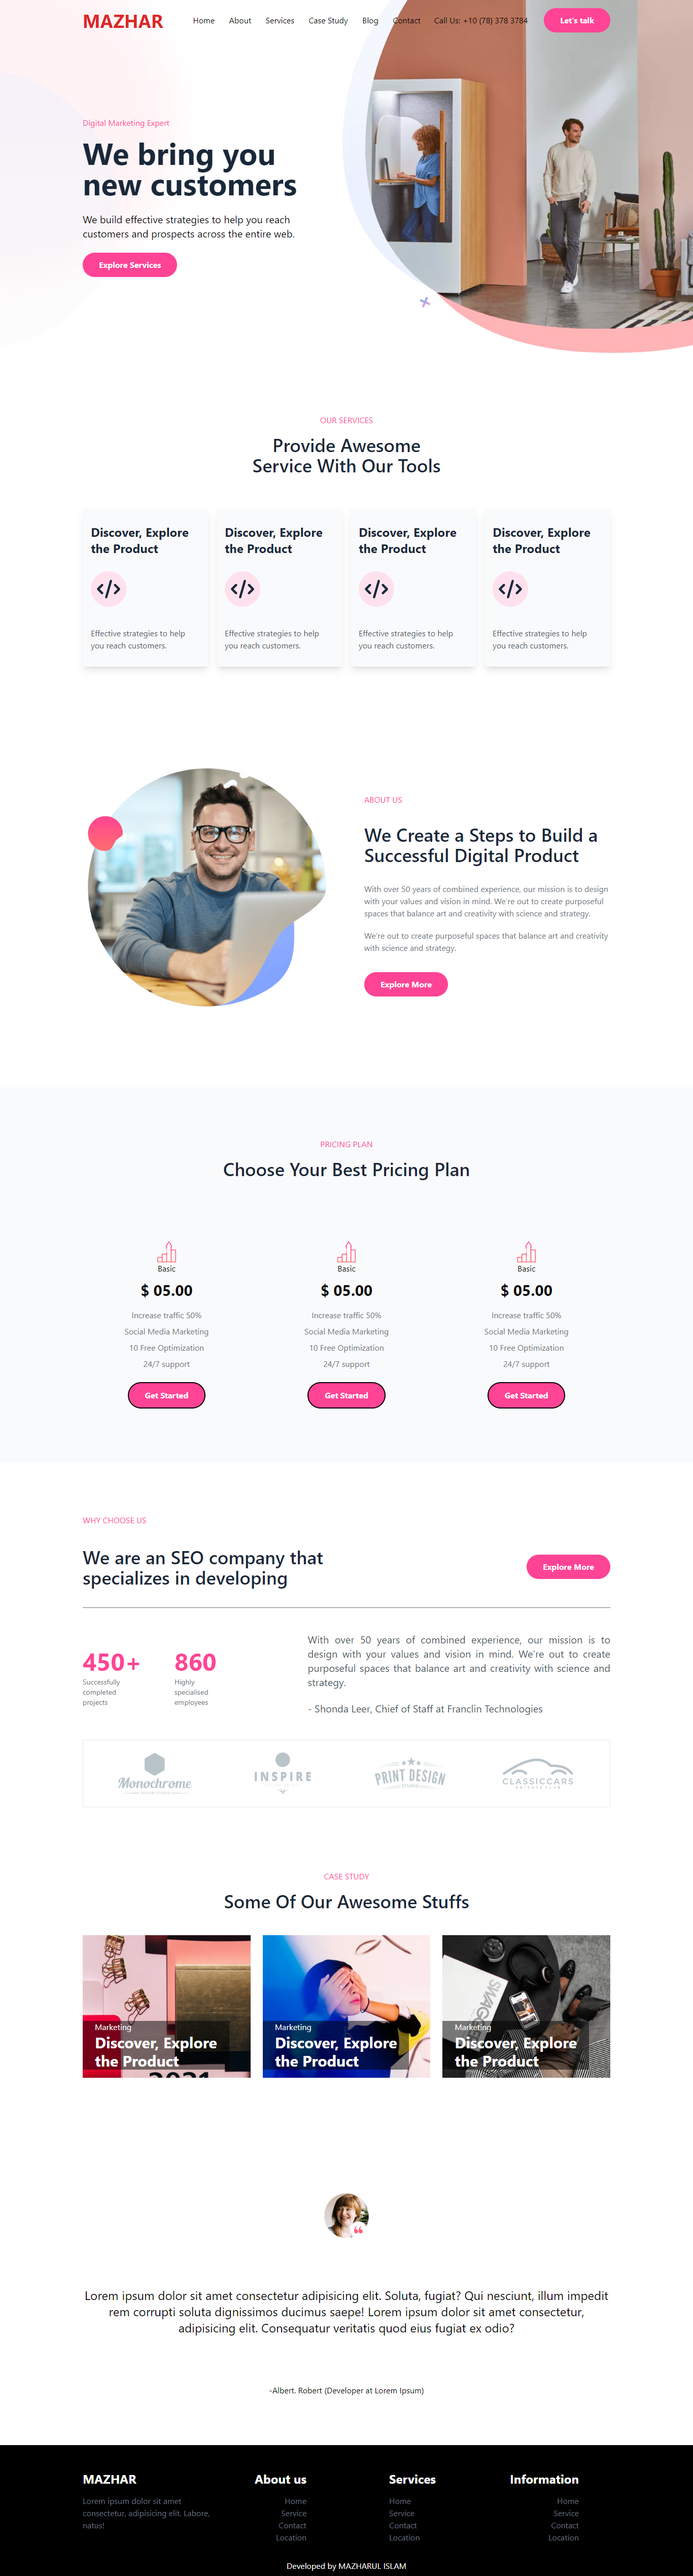 MAZHAR
Home About Services Case Study Blog Contact Call Us: +10 (78) 378 3784 Let's talk
Digital Marketing Expert
We bring you
new customers
We build effective strategies to help you reach
customers and prospects across the entire web.
Explore Services
OUR SERVICES
Provide Awesome
Service With Our Tools
Discover, Explore
the Product
Effective strategies to help
you reach customers.
Discover, Explore
the Product
Effective strategies to help
you reach customers.
Discover, Explore
the Product
Effective strategies to help
you reach customers.
Discover, Explore
the Product
Effective strategies to help
you reach customers.
ABOUT US
We Create a Steps to Build a
Successful Digital Product
With over 50 years of combined experience, our mission is to design
with your values and vision in mind. We're out to create purposeful
spaces that balance art and creativity with science and strategy.
We're out to create purposeful spaces that balance art and creativity
with science and strategy.
Explore More
PRICING PLAN
Choose Your Best Pricing Plan
Basic
$ 05.00
Increase traffic 50%
Social Media Marketing
10 Free Optimization
24/7 support
Get Started
Basic
$ 05.00
Increase traffic 50%
Social Media Marketing
10 Free Optimization
24/7 support
Get Started
Basic
$ 05.00
Increase traffic 50%
Social Media Marketing
10 Free Optimization
24/7 support
Get Started
WHY CHOOSE US
We are an SEO company that
specializes in developing
Explore More
450+
Successfully
completed
projects
860
Highly
specialised
employees
With over 50 years of combined experience, our mission is to
design with your values and vision in mind. We're out to create
purposeful spaces that balance art and creativity with science and
strategy.
- Shonda Leer, Chief of Staff at Franclin Technologies
Monochrome
INSPIRE
PRINT DESIGN
STUDIO
CLASSICCARS
PRIVATE CLUB
CASE STUDY
Some Of Our Awesome Stuffs
Marketing
Discover, Explore
the Product
2021
Marketing
Discover, Explore
the Product
Marketing
Discover, Explore
the Product
Lorem ipsum dolor sit amet consectetur adipisicing elit. Soluta, fugiat? Qui nesciunt, illum impedit
rem corrupti soluta dignissimos ducimus saepe! Lorem ipsum dolor sit amet consectetur,
adipisicing elit. Consequatur veritatis quod eius fugiat ex odio?
-Albert. Robert (Developer at Lorem Ipsum)
MAZHAR
Lorem ipsum dolor sit amet
consectetur, adipisicing elit. Labore,
natus!
About us
Home
Service
Contact
Location
Services
Home
Service
Contact
Location
Information
Home
Service
Contact
Location
Developed by MAZHARUL ISLAM